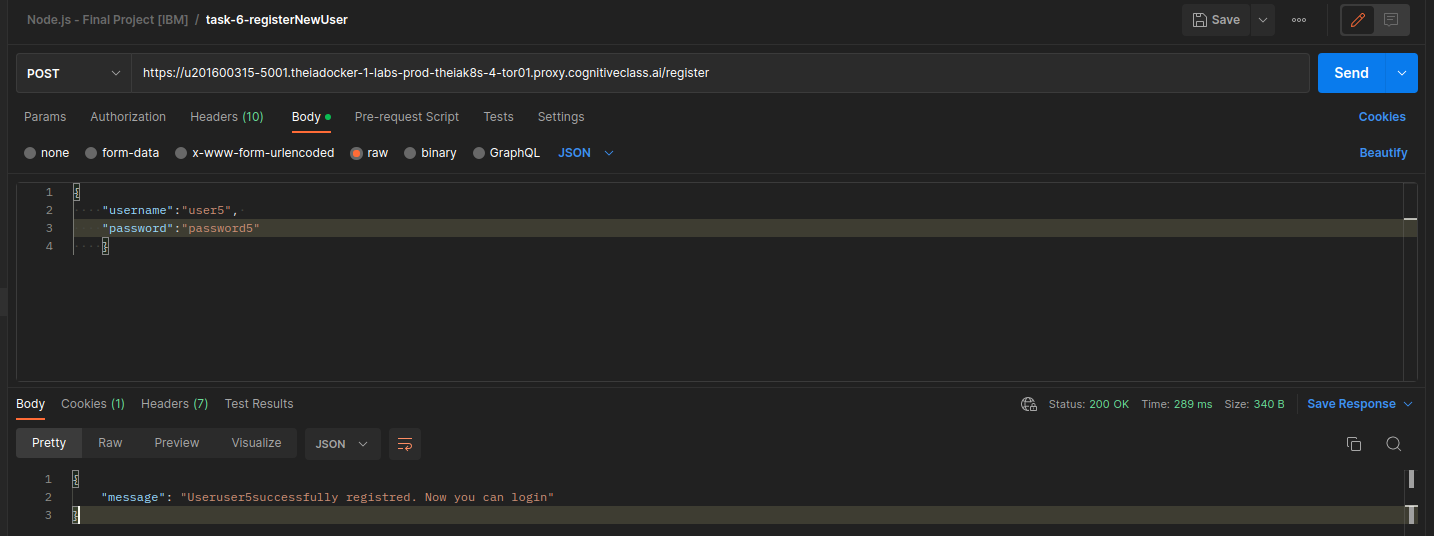 Node.js - Final Project [IBM] / task-6-registerNewUser
Save
POST
https://u201600315-5001.theiadocker-1-labs-prod-theiak8s-4-tor01.proxy.cognitiveclass.ai/register
Send
Params Authorization Headers (10) Body Pre-request Script Tests Settings
Cookies
none form-data x-www-form-urlencoded raw binary GraphQL JSON
Beautify
1 {
2 "username":"user5",
3 "password":"password5"
4 }
Body Cookies (1) Headers (7) Test Results
Status: 200 OK Time: 289 ms Size: 340 B Save Response
Pretty Raw Preview Visualize JSON
1 {
2 "message": "Useruser5successfully registred. Now you can login"
3 }